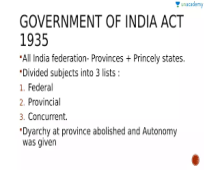 unacademy
GOVERNMENT OF INDIA ACT
1935
•All India federation- Provinces + Princely states.
•Divided subjects into 3 lists :
1. Federal
2. Provincial
3. Concurrent.
•Dyarchy at province abolished and Autonomy
was given